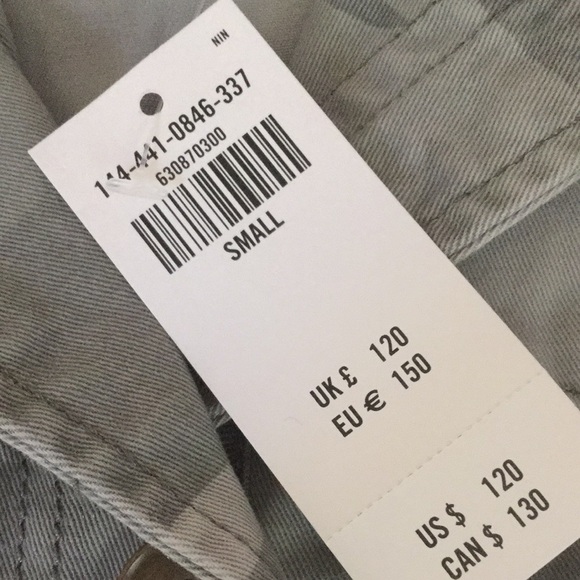 NIN
144-441-0846-337
630870300
SMALL
UK £ 120
EU € 150
US $ 120
CAN $ 130